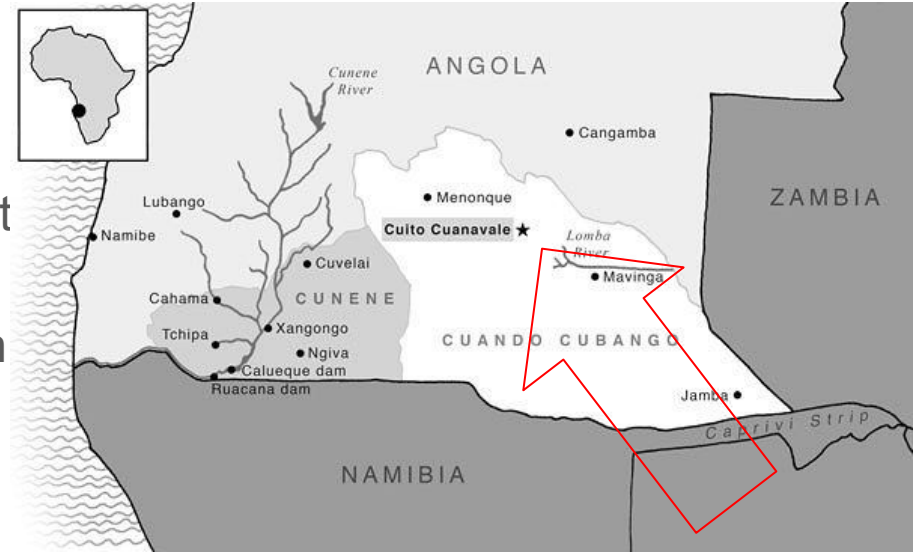 ANGOLA
Cunene
River
Cangamba
ZAMBIA
Menonque
Lubango
t
Cuito Cuanavale
Namibe
Lomba
River
Cuvelai
Mavinga
Cahama
CUNENE
Xangongo
Tchipa
CUANDO CUBANGO
Ngiva
Calueque dam
Ruacana dam
Jamba
Caprivi Strip
NAMIBIA